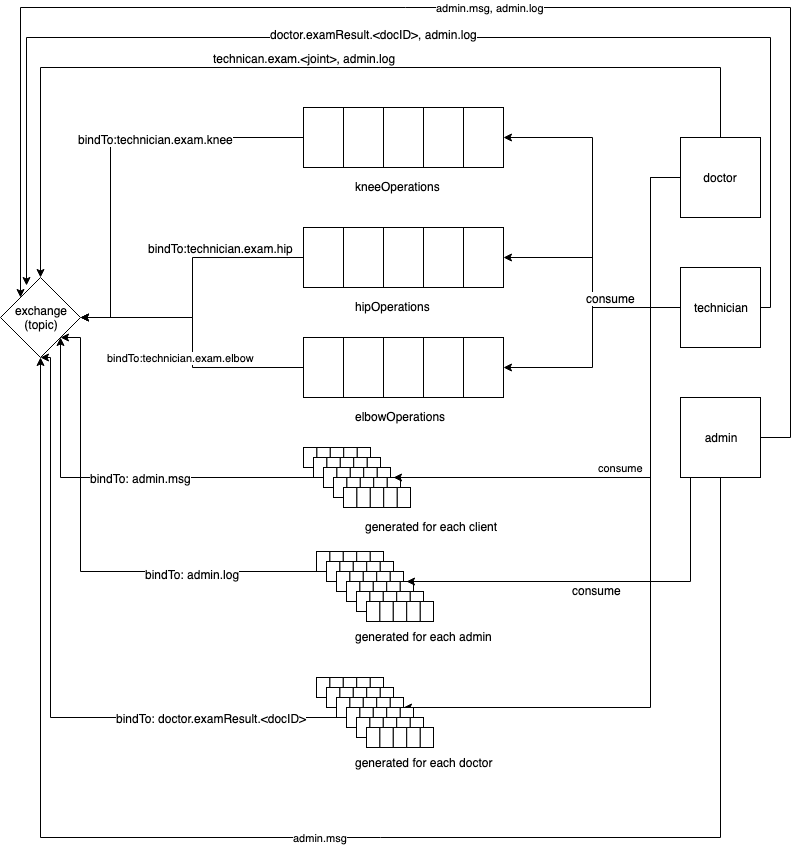 admin.msg, admin.log
doctor.examResult.<docID>, admin.log
technican.exam.<joint>, admin.log
bindTo:technician.exam.knee
kneeOperations
doctor
bindTo:technician.exam.hip
hipOperations
consume
technician
exchange
(topic)
bindTo:technician.exam.elbow
elbowOperations
admin
consume
bindTo: admin.msg
generated for each client
bindTo: admin.log
consume
generated for each admin
bindTo: doctor.examResult.<docID>
generated for each doctor
admin.msg